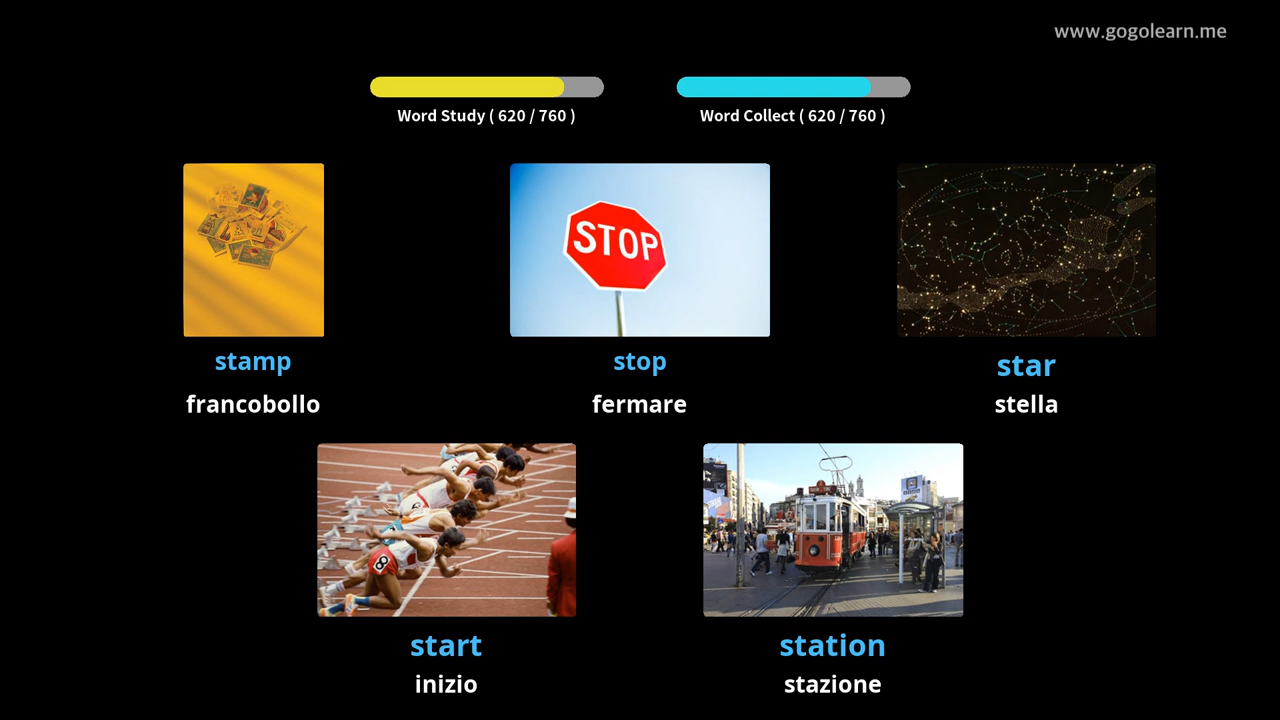 www.gogolearn.me
Word Study ( 620 / 760 )
Word Collect ( 620 / 760 )
STOP
stamp
stop
star
francobollo
fermare
stella
8
start
station
inizio
stazione